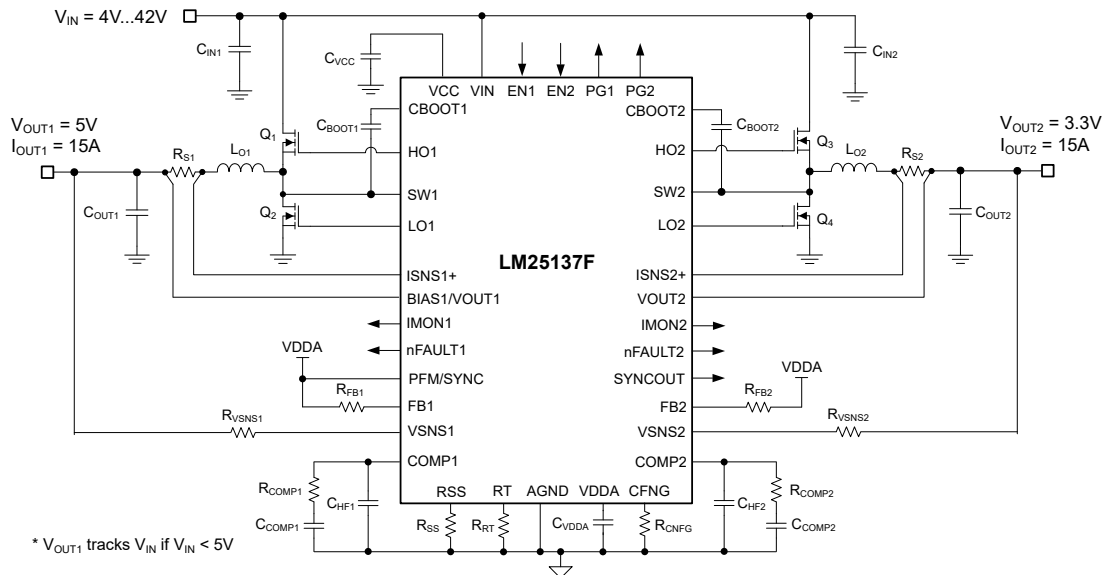 V_IN = 4V...42V
C_IN1
C_VCC
C_IN2
VCC VIN EN1 EN2 PG1 PG2
CBOOT1
CBOOT2
V_OUT1 = 5V
I_OUT1 = 15A
R_S1
L_O1
Q_1
C_BOOT1
HO1
HO2
C_BOOT2
Q_3
L_O2
R_S2
V_OUT2 = 3.3V
I_OUT2 = 15A
SW1
SW2
C_OUT1
Q_2
LO1
LO2
Q_4
C_OUT2
LM25137F
ISNS1+
ISNS2+
BIAS1/VOUT1
VOUT2
IMON1
IMON2
nFAULT1
nFAULT2
VDDA
PFM/SYNC
SYNCOUT
VDDA
R_FB1
FB1
FB2
R_FB2
R_VSNS1
VSNS1
VSNS2
R_VSNS2
COMP1
COMP2
R_COMP1
C_HF1
RSS RT AGND VDDA CFNG
C_HF2
R_COMP2
C_COMP1
R_SS
R_RT
C_VDDA
R_CNFG
C_COMP2
* V_OUT1 tracks V_IN if V_IN < 5V